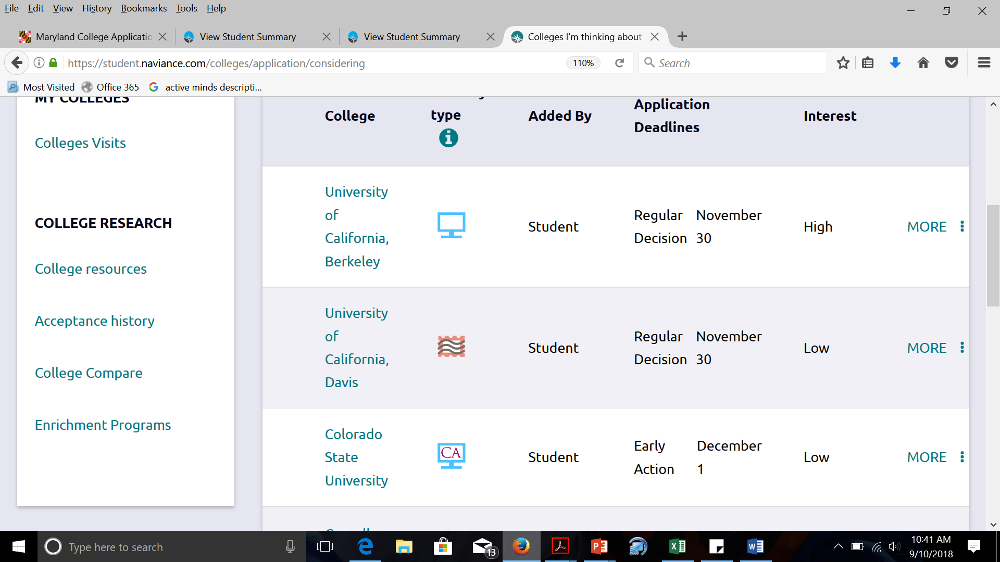 File Edit View History Bookmarks Tools Help
Maryland College Applicatio View Student Summary View Student Summary Colleges I'm thinking about
https://student.naviance.com/colleges/application/considering 110% Search
Most Visited Office 365 active minds descripti...
MY COLLEGES
Colleges Visits
COLLEGE RESEARCH
College resources
Acceptance history
College Compare
Enrichment Programs
College
type
Added By
Application
Deadlines
Interest
University
of
California,
Berkeley
Student
Regular
Decision
November
30
High
MORE
University
of
California,
Davis
Student
Regular
Decision
November
30
Low
MORE
Colorado
State
University
CA
Student
Early
Action
December
1
Low
MORE
Type here to search
13
10:41 AM
9/10/2018